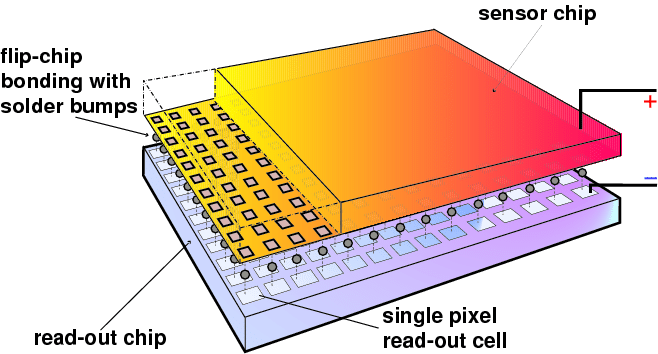 sensor chip
flip-chip
bonding with
solder bumps
+
–
read-out chip
single pixel
read-out cell